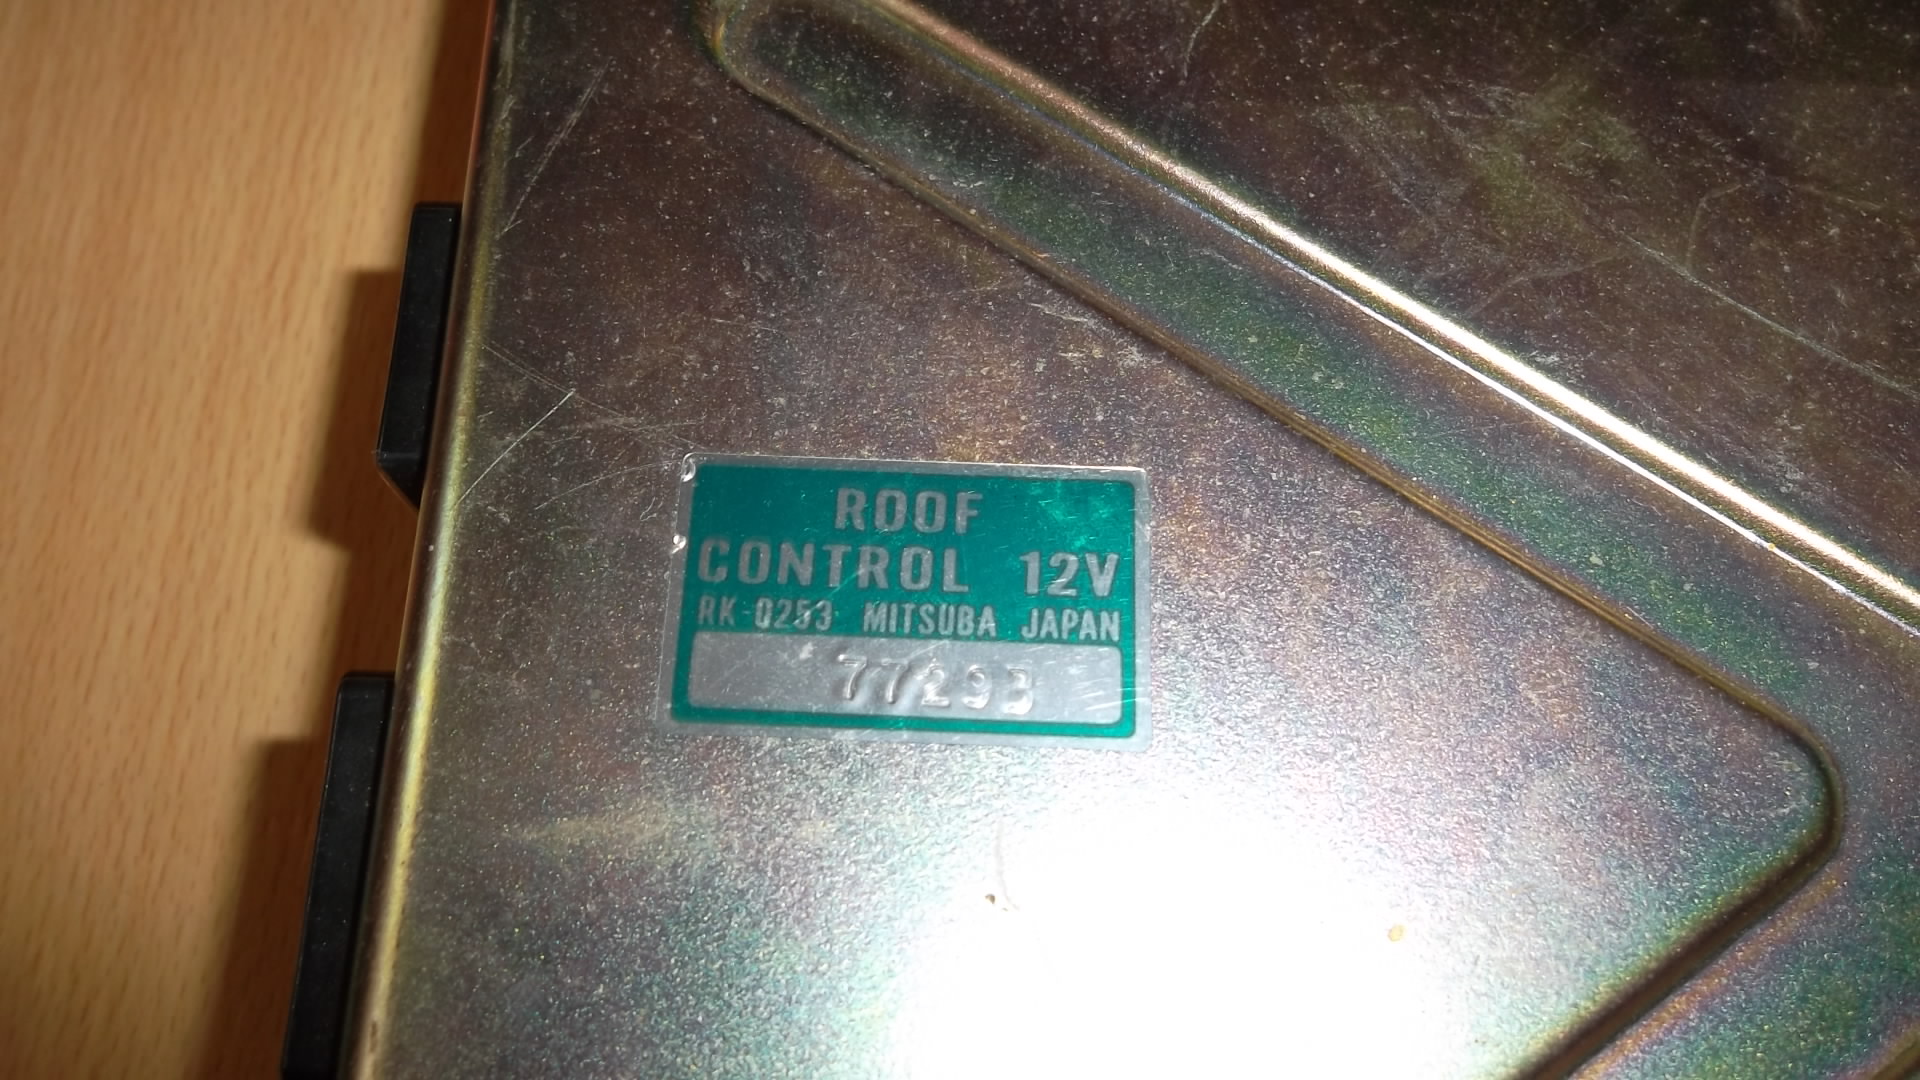 ROOF
CONTROL 12V
RK-0253 MITSUBA JAPAN
77293